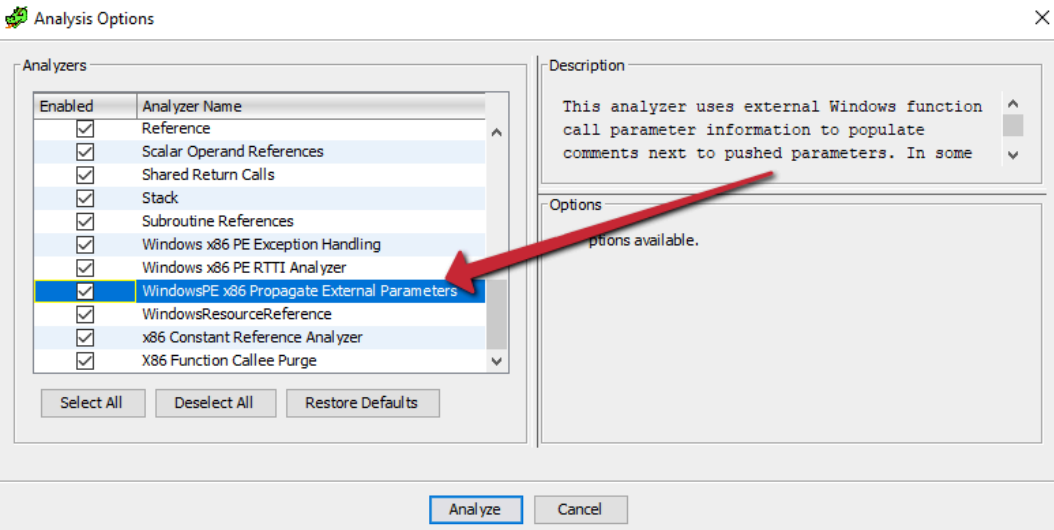 Analysis Options
Analyzers
Enabled Analyzer Name
Reference
Scalar Operand References
Shared Return Calls
Stack
Subroutine References
Windows x86 PE Exception Handling
Windows x86 PE RTTI Analyzer
WindowsPE x86 Propagate External Parameters
WindowsResourceReference
x86 Constant Reference Analyzer
X86 Function Callee Purge
Select All Deselect All Restore Defaults
Description
This analyzer uses external Windows function
call parameter information to populate
comments next to pushed parameters. In some
Options
ptions available.
Analyze Cancel